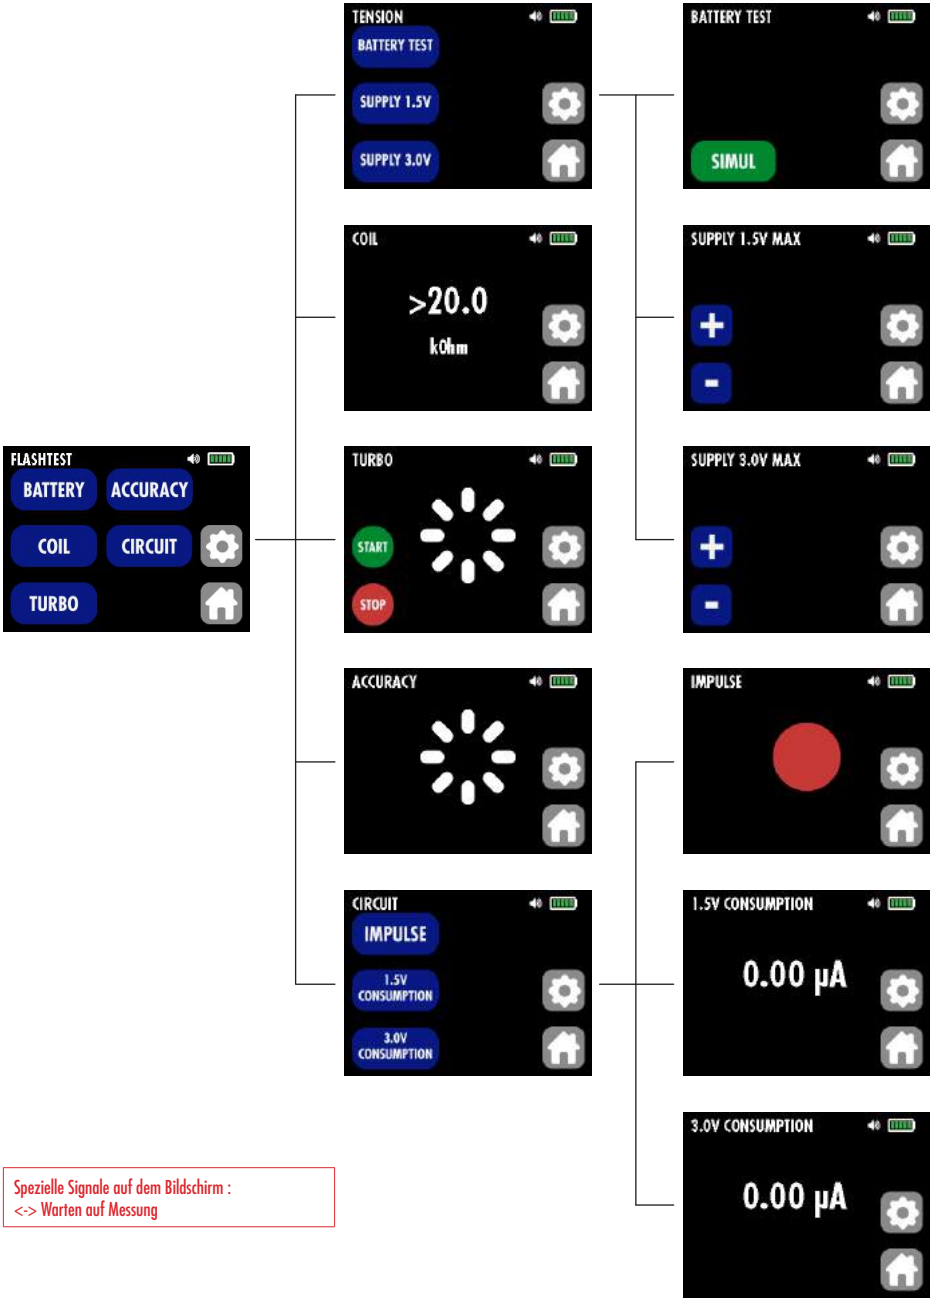 FLASHTEST
BATTERY ACCURACY
COIL CIRCUIT
TURBO
TENSION
BATTERY TEST
SUPPLY 1.5V
SUPPLY 3.0V
COIL
>20.0
kOhm
TURBO
START
STOP
ACCURACY
CIRCUIT
IMPULSE
1.5V
CONSUMPTION
3.0V
CONSUMPTION
BATTERY TEST
SIMUL
SUPPLY 1.5V MAX
+
-
SUPPLY 3.0V MAX
+
-
IMPULSE
1.5V CONSUMPTION
0.00 µA
3.0V CONSUMPTION
0.00 µA
Spezielle Signale auf dem Bildschirm :
<-> Warten auf Messung